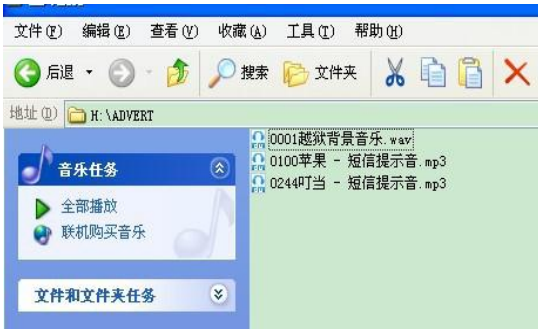 文件(F) 编辑(E) 查看(V) 收藏(A) 工具(T) 帮助(H)
后退 搜索 文件夹
地址(D) H:\ADVERT
音乐任务
全部播放
联机购买音乐
文件和文件夹任务
0001越狱背景音乐.wav
0100苹果 - 短信提示音.mp3
0244叮当 - 短信提示音.mp3